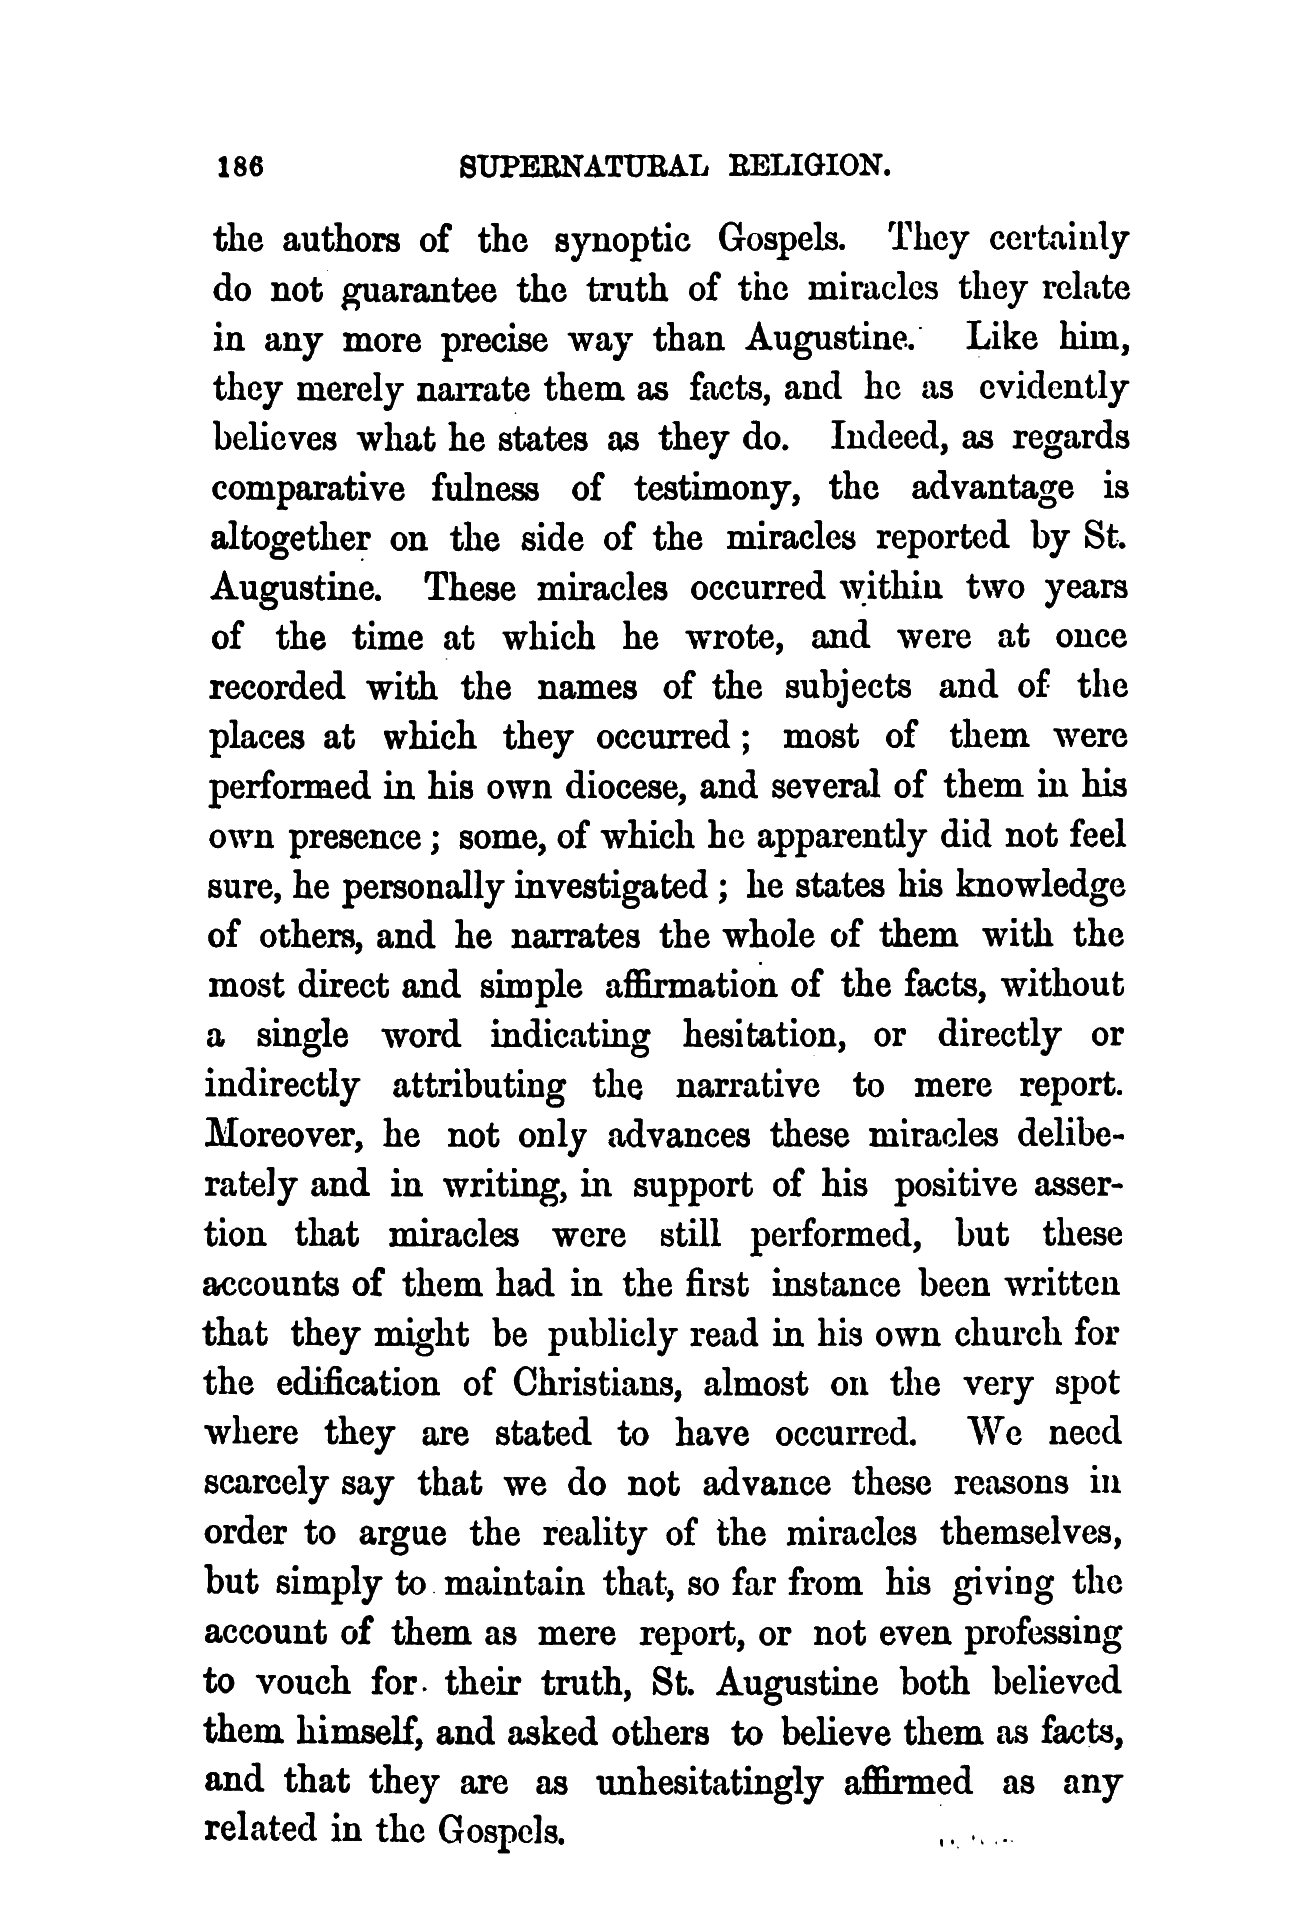 186 SUPERNATURAL RELIGION.
the authors of the synoptic Gospels. They certainly
do not guarantee the truth of the miracles they relate
in any more precise way than Augustine. Like him,
they merely narrate them as facts, and he as evidently
believes what he states as they do. Indeed, as regards
comparative fulness of testimony, the advantage is
altogether on the side of the miracles reported by St.
Augustine. These miracles occurred within two years
of the time at which he wrote, and were at once
recorded with the names of the subjects and of the
places at which they occurred ; most of them were
performed in his own diocese, and several of them in his
own presence ; some, of which he apparently did not feel
sure, he personally investigated ; he states his knowledge
of others, and he narrates the whole of them with the
most direct and simple affirmation of the facts, without
a single word indicating hesitation, or directly or
indirectly attributing the narrative to mere report.
Moreover, he not only advances these miracles delibe-
rately and in writing, in support of his positive asser-
tion that miracles were still performed, but these
accounts of them had in the first instance been written
that they might be publicly read in his own church for
the edification of Christians, almost on the very spot
where they are stated to have occurred. We need
scarcely say that we do not advance these reasons in
order to argue the reality of the miracles themselves,
but simply to maintain that, so far from his giving the
account of them as mere report, or not even professing
to vouch for their truth, St. Augustine both believed
them himself, and asked others to believe them as facts,
and that they are as unhesitatingly affirmed as any
related in the Gospels.